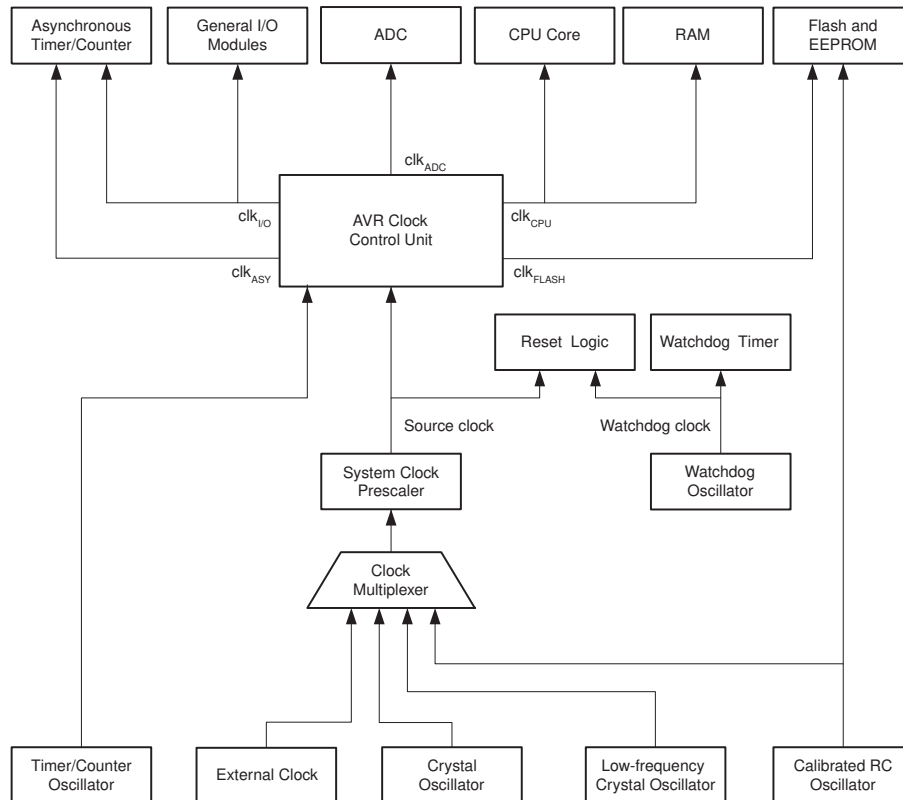 Asynchronous
Timer/Counter
General I/O
Modules
ADC
CPU Core
RAM
Flash and
EEPROM
clkADC
AVR Clock
Control Unit
clkI/O
clkCPU
clkASY
clkFLASH
Reset Logic
Watchdog Timer
Source clock
Watchdog clock
System Clock
Prescaler
Watchdog
Oscillator
Clock
Multiplexer
Timer/Counter
Oscillator
External Clock
Crystal
Oscillator
Low-frequency
Crystal Oscillator
Calibrated RC
Oscillator